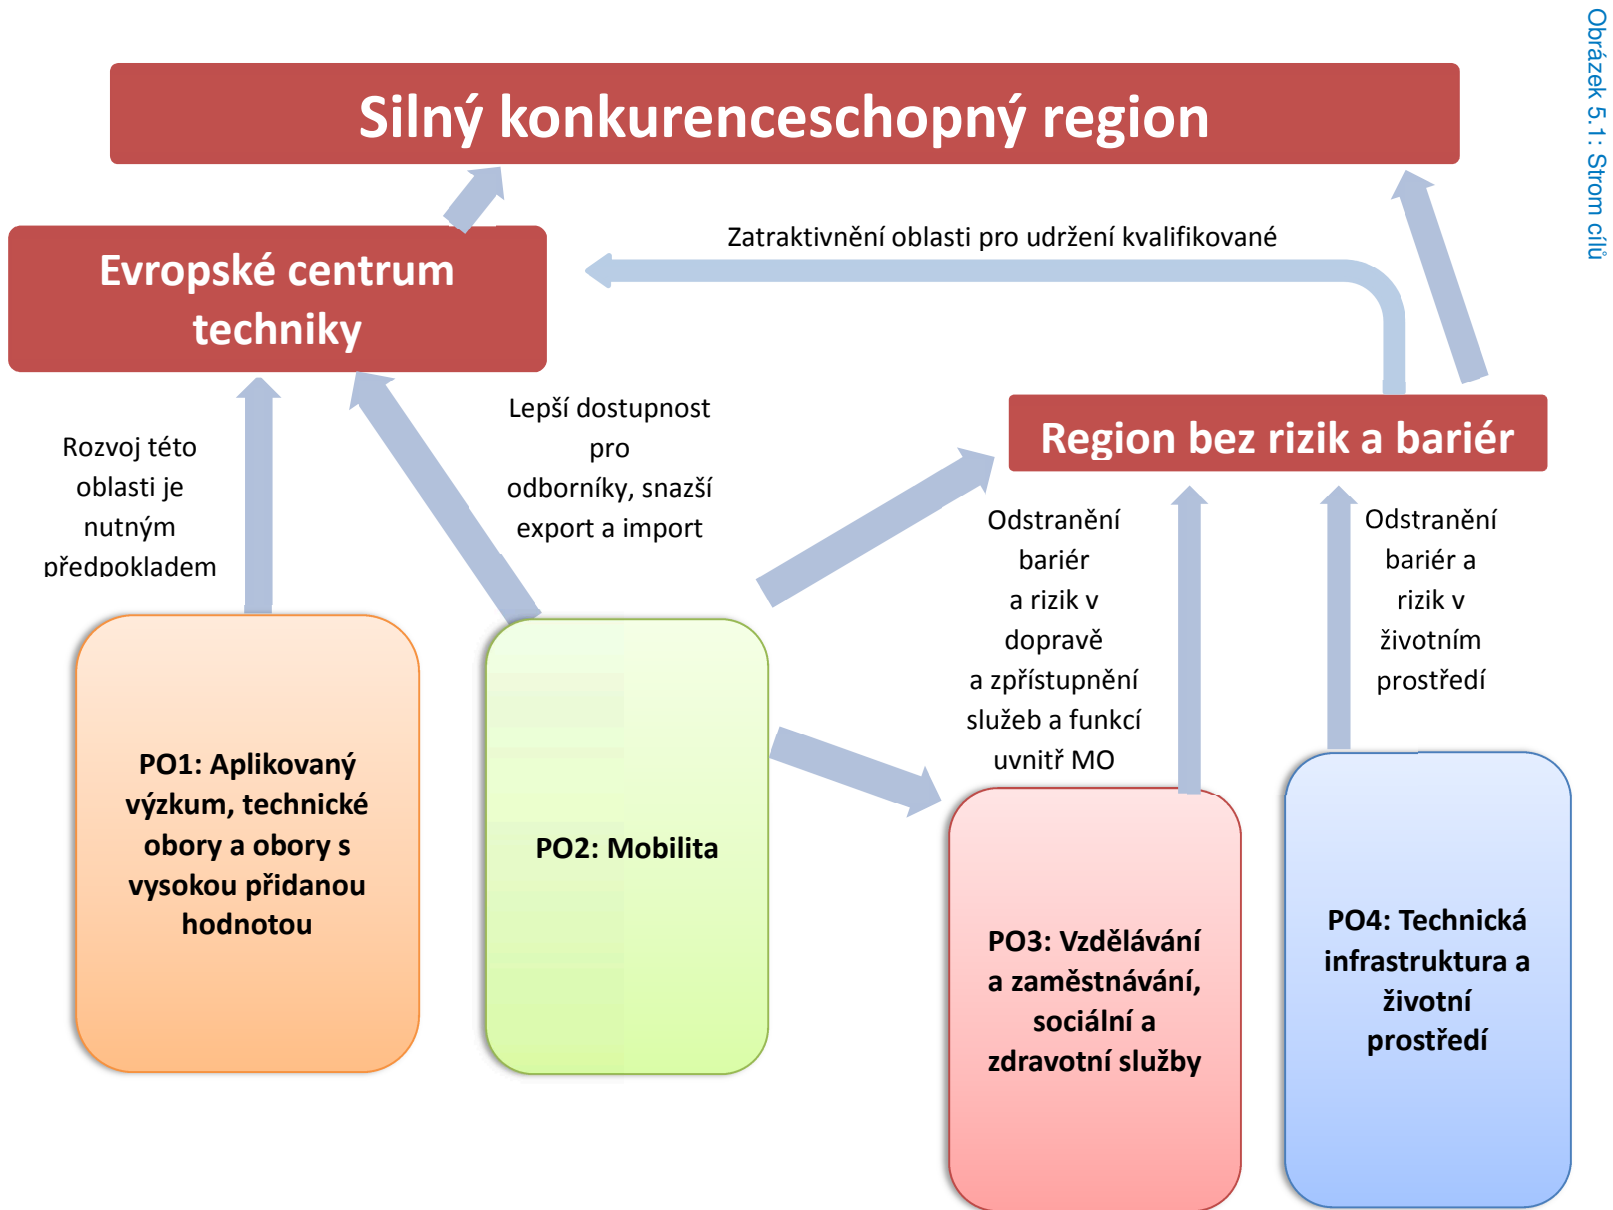 Obrázek 5.1: Strom cílů
Silný konkurenceschopný region
Zatraktivnění oblasti pro udržení kvalifikované
Evropské centrum
techniky
Region bez rizik a bariér
Rozvoj této
oblasti je
nutným
předpokladem
Lepší dostupnost
pro
odborníky, snazší
export a import
Odstranění
bariér
a rizik v
dopravě
a zpřístupnění
služeb a funkcí
uvnitř MO
Odstranění
bariér a
rizik v
životním
prostředí
PO1: Aplikovaný
výzkum, technické
obory a obory s
vysokou přidanou
hodnotou
PO2: Mobilita
PO3: Vzdělávání
a zaměstnávání,
sociální a
zdravotní služby
PO4: Technická
infrastruktura a
životní
prostředí